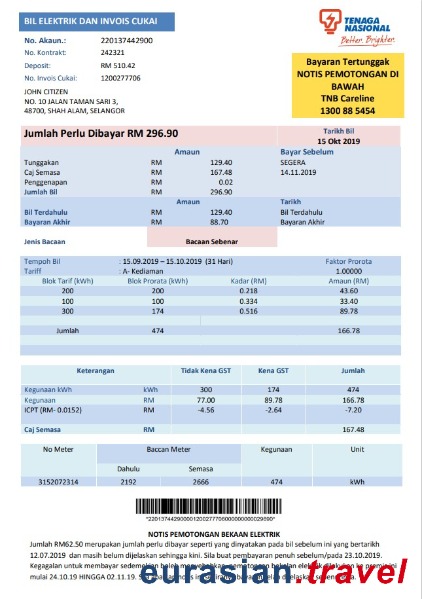 BIL ELEKTRIK DAN INVOIS CUKAI
TENAGA NASIONAL
Better. Brighter.
No. Akaun.: 220137442900
No. Kontrakt: 242321
Deposit: RM 510.42
No. Invois Cukai: 1200277706
JOHN CITIZEN
NO. 10 JALAN TAMAN SARI 3,
48700, SHAH ALAM, SELANGOR
Bayaran Tertunggak
NOTIS PEMOTONGAN DI
BAWAH
TNB Careline
1300 88 5454
Jumlah Perlu Dibayar RM 296.90
Tarikh Bil
15 Okt 2019
Amaun Bayar Sebelum
Tunggakan RM 129.40 SEGERA
Caj Semasa RM 167.48 14.11.2019
Penggenapan RM 0.02
Jumlah Bil RM 296.90
Amaun Tarikh
Bil Terdahulu RM 129.40 Bil Terdahulu
Bayaran Akhir RM 88.70 Bayaran Akhir
Jenis Bacaan Bacaan Sebenar
Tempoh Bil : 15.09.2019 – 15.10.2019 (31 Hari) Faktor Prorota
Tariff : A- Kediaman 1.00000
Blok Tarif (kWh) Blok Prorata (kWh) Kadar (RM) Amaun (RM)
200 200 0.218 43.60
100 100 0.334 33.40
300 174 0.516 89.78
Jumlah 474 166.78
Keterangan Tidak Kena GST Kena GST Jumlah
Kegunaan kWh kWh 300 174 474
Kegunaan RM 77.00 89.78 166.78
ICPT (RM- 0.0152) RM -4.56 -2.64 -7.20
Caj Semasa RM 167.48
No Meter Baccan Meter Kegunaan Unit
Dahulu Semasa
3152072314 2192 2666 474 kWh
NOTIS PEMOTONGAN BEKAAN ELEKTRIK
Jumlah RM62.50 merupakan jumlah perlu dibayar seperti yang dinyatakan pada bil sebelum ini yang bertarikh
12.07.2019 dan masih belum dijelaskan sehingga kini. Sila buat pembayaran penuh sebelum/pada 23.10.2019.
Kegagalan untuk membayar
mulai 24.10.19 HINGGA 02.11.19.
eurasian.travel